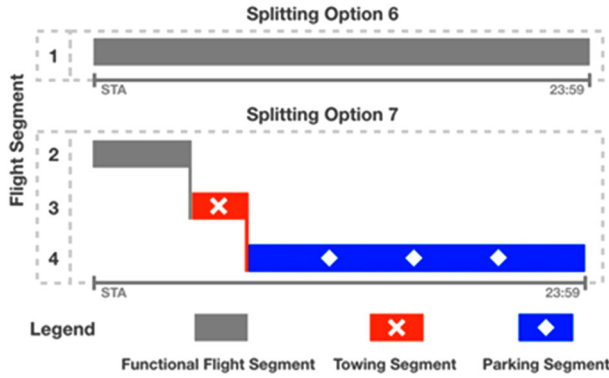 Splitting Option 6
1
STA 23:59
Splitting Option 7
Flight Segment
2
3
4
STA 23:59
Legend
Functional Flight Segment Towing Segment Parking Segment